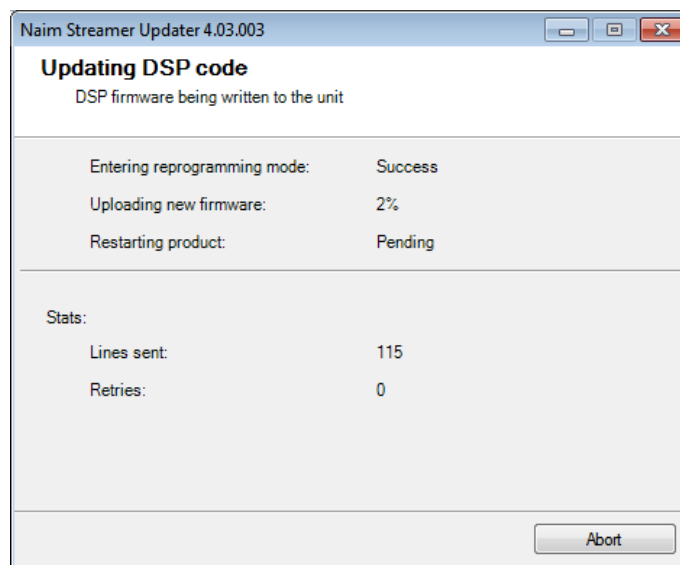 Naim Streamer Updater 4.03.003
Updating DSP code
DSP firmware being written to the unit
Entering reprogramming mode: Success
Uploading new firmware: 2%
Restarting product: Pending
Stats:
Lines sent: 115
Retries: 0
Abort